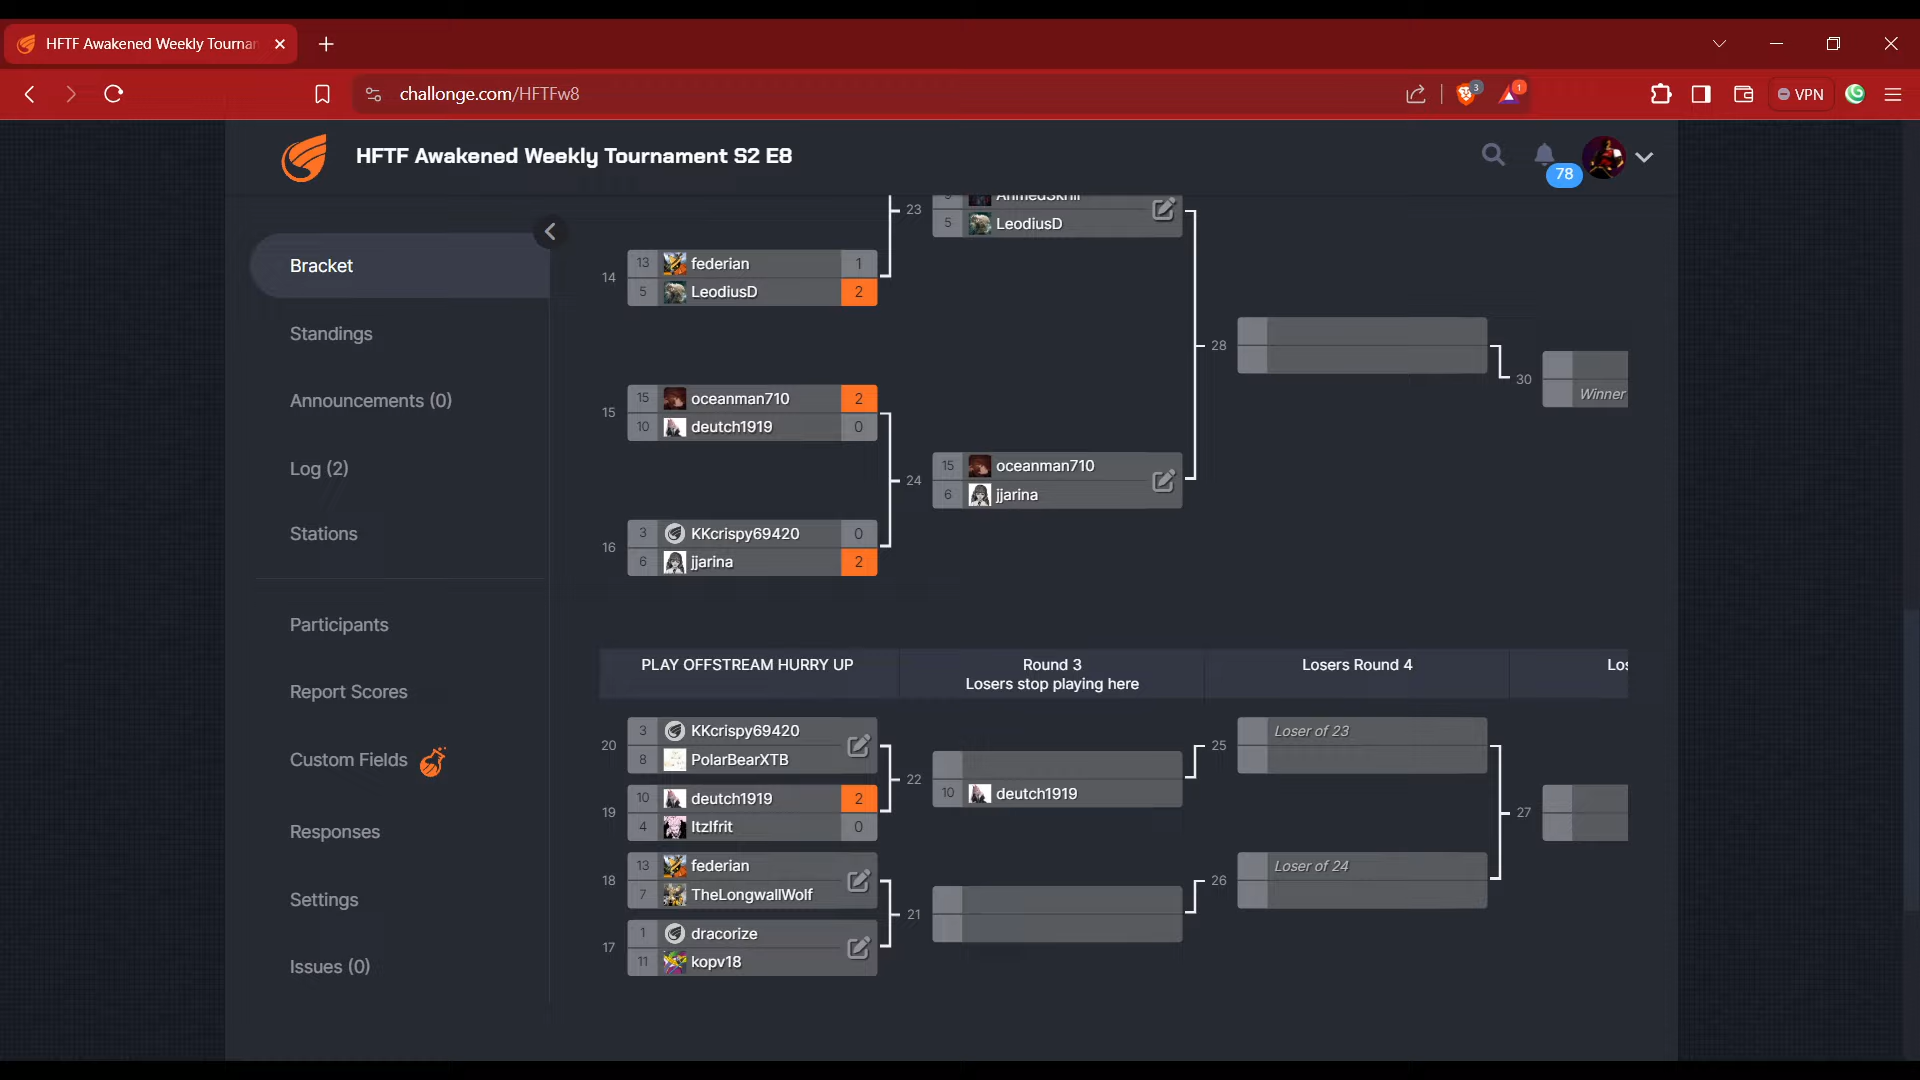 HFTF Awakened Weekly Tournar
challonge.com/HFTFw8
3
1
VPN
HFTF Awakened Weekly Tournament S2 E8
78
Bracket
Standings
Announcements (0)
Log (2)
Stations
Participants
Report Scores
Custom Fields
Responses
Settings
Issues (0)
23
5 LeodiusD
14
13 federian 1
5 LeodiusD 2
28
30
Winner
15
15 oceanman710 2
10 deutch1919 0
24
15 oceanman710
6 jjarina
16
3 KKcrispy69420 0
6 jjarina 2
PLAY OFFSTREAM HURRY UP
Round 3
Losers stop playing here
Losers Round 4
Los
20
3 KKcrispy69420
8 PolarBearXTB
19
10 deutch1919 2
4 ItzIfrit 0
22
10 deutch1919
25
Loser of 23
27
18
13 federian
7 TheLongwallWolf
17
1 dracorize
11 kopv18
21
26
Loser of 24